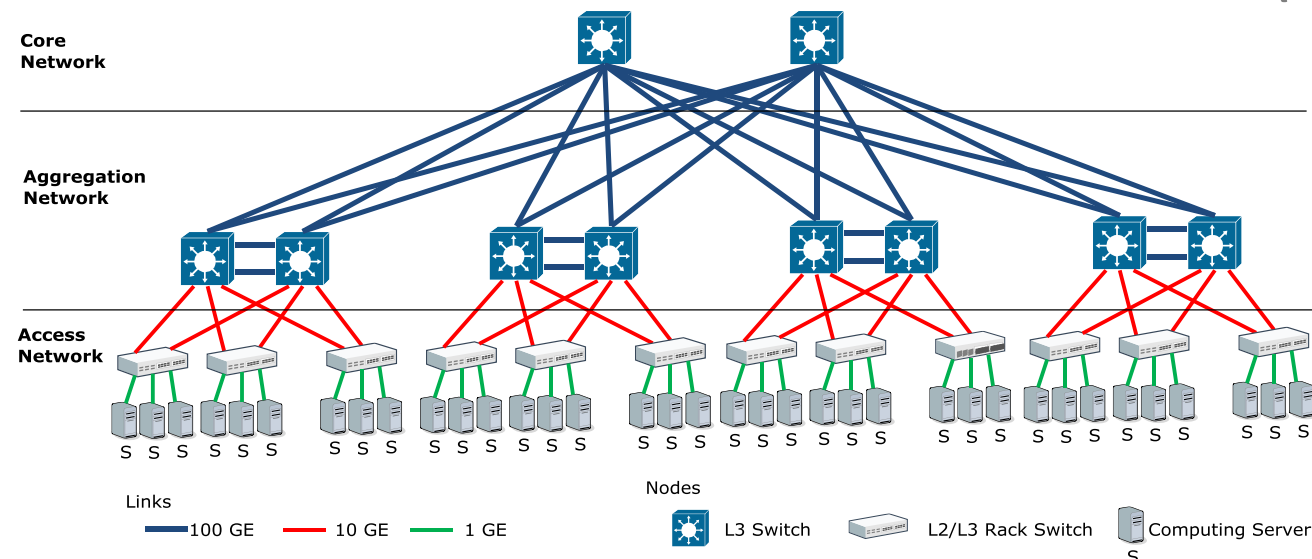 Core
Network
Aggregation
Network
Access
Network
S S S S S S S S S S S S S S S S S S S S S S S S S S S S S S S S S S S S
Links
100 GE 10 GE 1 GE
Nodes
L3 Switch L2/L3 Rack Switch Computing Server
S